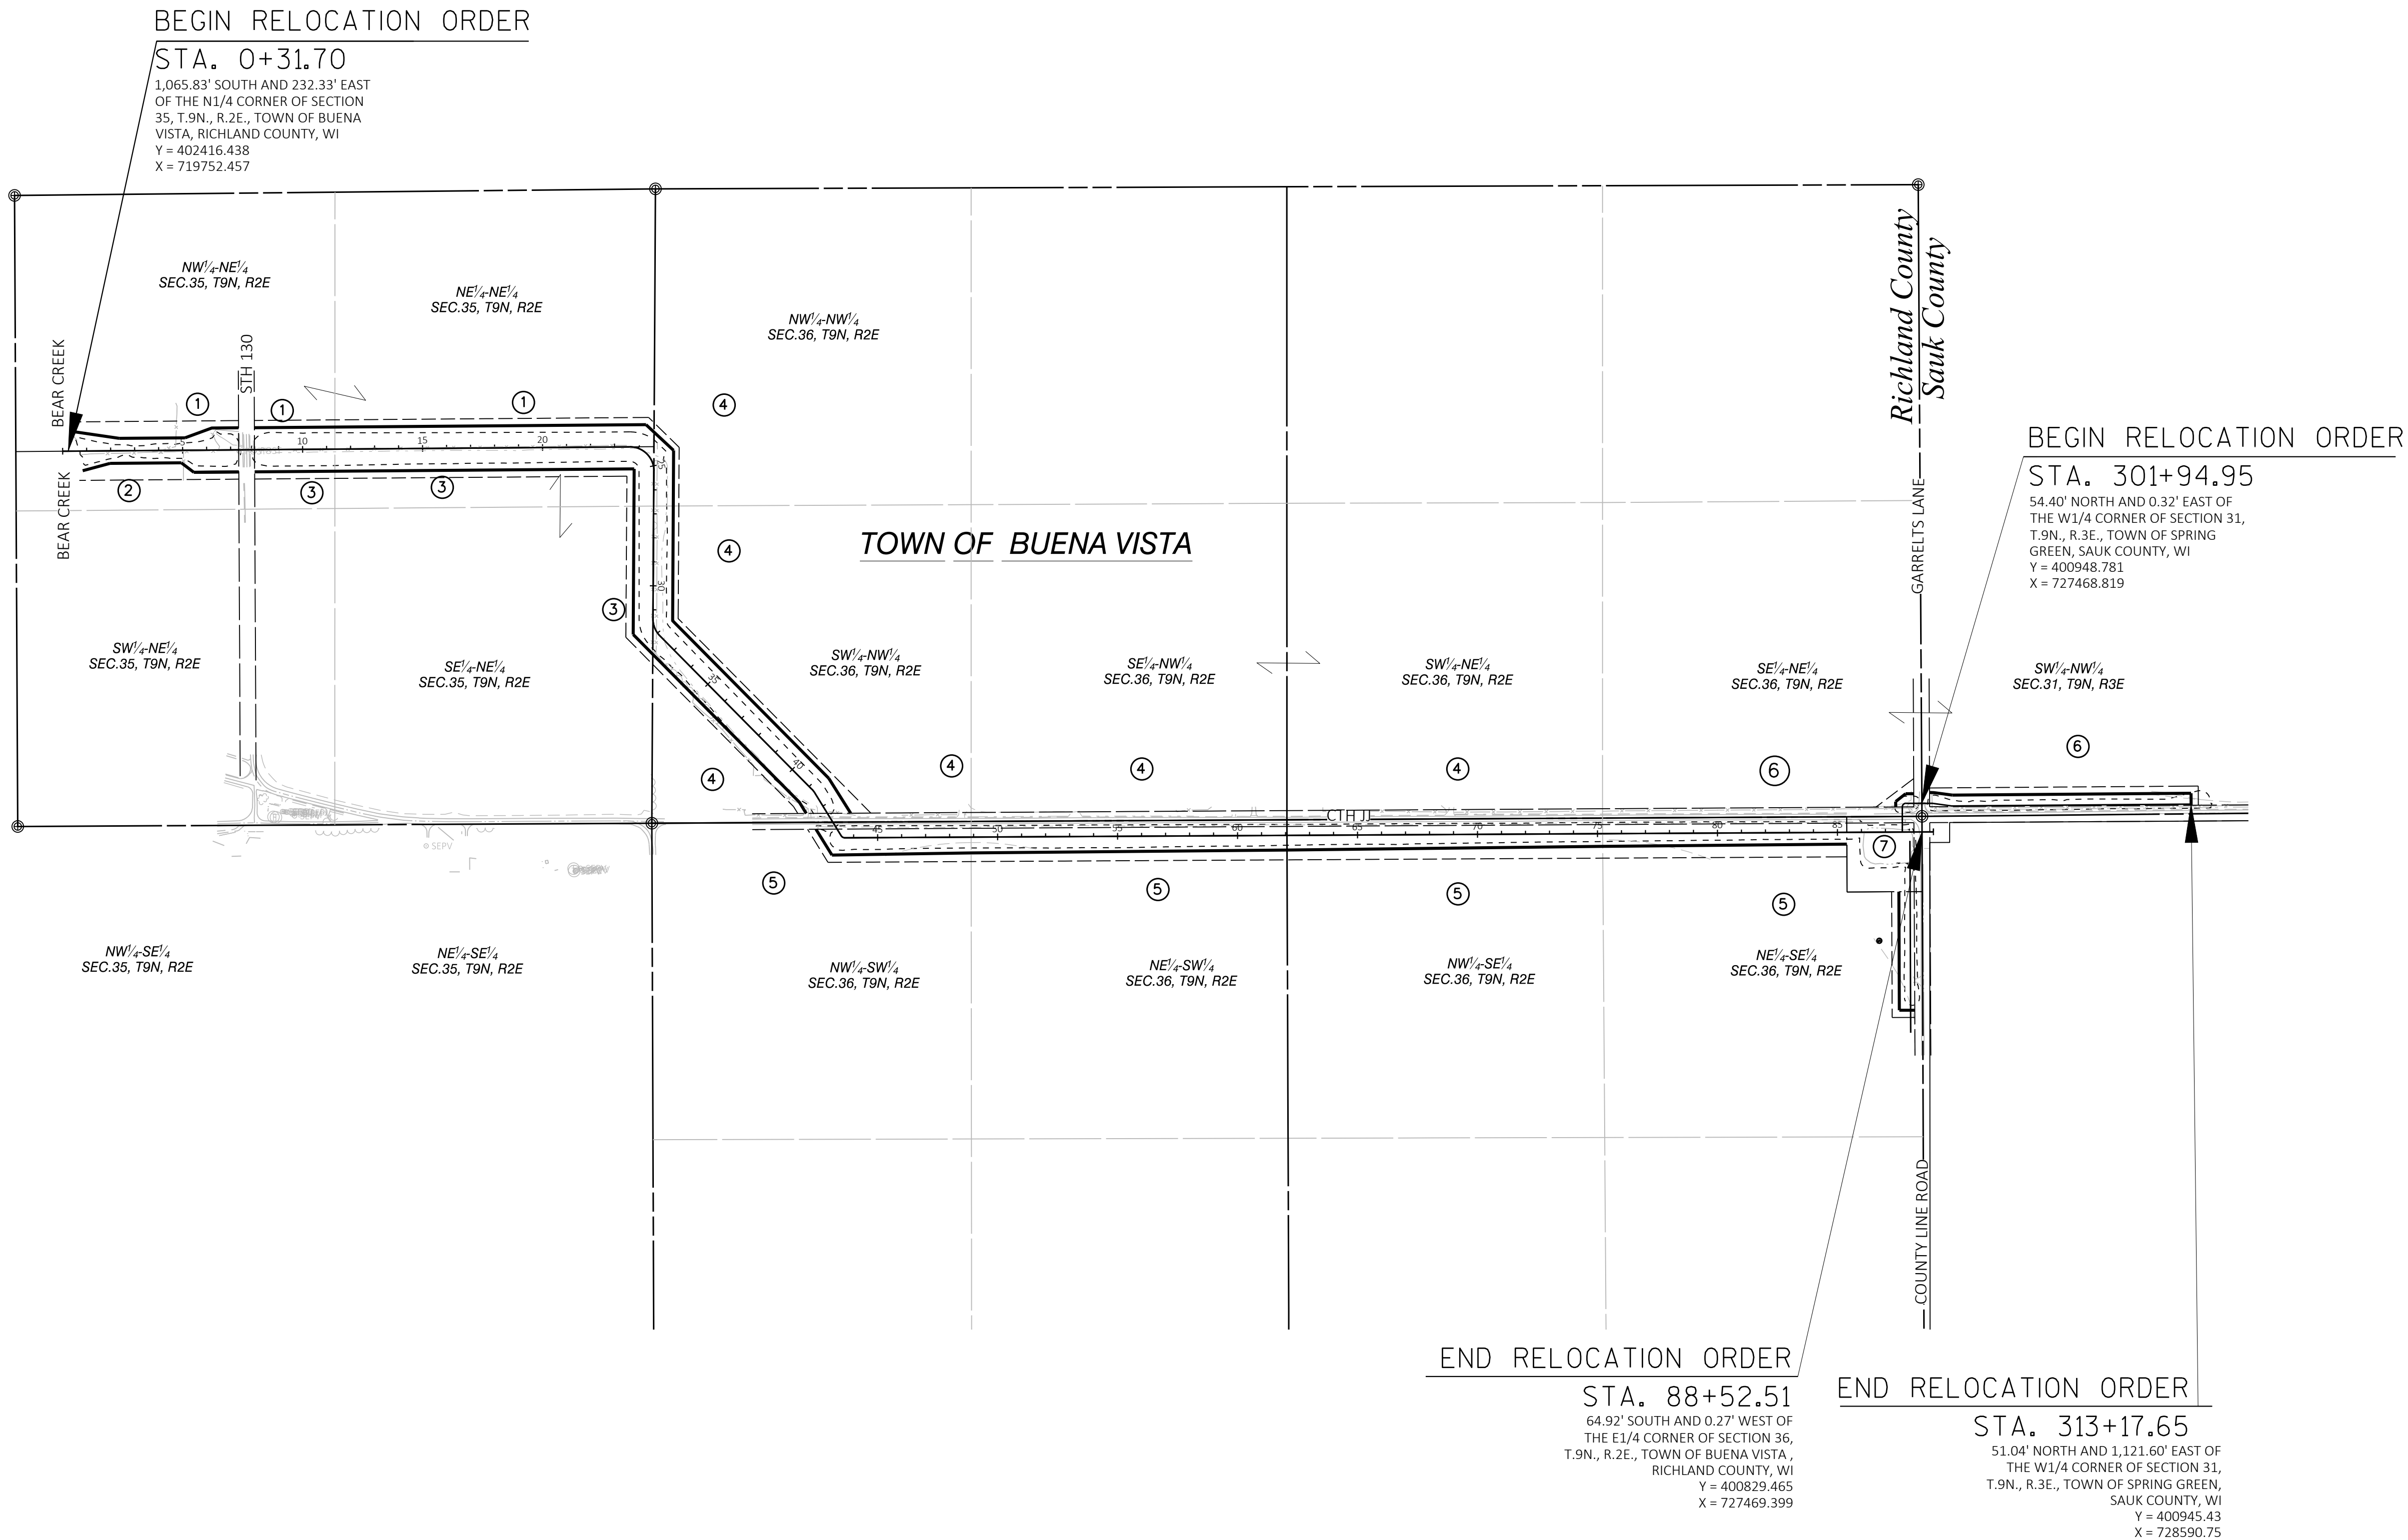 BEGIN RELOCATION ORDER
STA. 0+31.70
1,065.83' SOUTH AND 232.33' EAST
OF THE N1/4 CORNER OF SECTION
35, T.9N., R.2E., TOWN OF BUENA
VISTA, RICHLAND COUNTY, WI
Y = 402416.438
X = 719752.457
NW¼-NE¼
SEC.35, T9N, R2E
NE¼-NE¼
SEC.35, T9N, R2E
NW¼-NW¼
SEC.36, T9N, R2E
Richland County
Sauk County
BEAR CREEK
STH 130
1
1
1
4
5
10
15
20
25
BEAR CREEK
2
3
3
BEGIN RELOCATION ORDER
STA. 301+94.95
54.40' NORTH AND 0.32' EAST OF
THE W1/4 CORNER OF SECTION 31,
T.9N., R.3E., TOWN OF SPRING
GREEN, SAUK COUNTY, WI
Y = 400948.781
X = 727468.819
GARRELTS LANE
TOWN OF BUENA VISTA
4
30
3
SW¼-NE¼
SEC.35, T9N, R2E
SE¼-NE¼
SEC.35, T9N, R2E
SW¼-NW¼
SEC.36, T9N, R2E
SE¼-NW¼
SEC.36, T9N, R2E
SW¼-NE¼
SEC.36, T9N, R2E
SE¼-NE¼
SEC.36, T9N, R2E
SW¼-NW¼
SEC.31, T9N, R3E
35
40
4
4
4
4
6
6
CTH JJ
45
50
55
60
65
70
75
80
85
SEPV
7
5
5
5
5
NW¼-SE¼
SEC.35, T9N, R2E
NE¼-SE¼
SEC.35, T9N, R2E
NW¼-SW¼
SEC.36, T9N, R2E
NE¼-SW¼
SEC.36, T9N, R2E
NW¼-SE¼
SEC.36, T9N, R2E
NE¼-SE¼
SEC.36, T9N, R2E
COUNTY LINE ROAD
END RELOCATION ORDER
STA. 88+52.51
64.92' SOUTH AND 0.27' WEST OF
THE E1/4 CORNER OF SECTION 36,
T.9N., R.2E., TOWN OF BUENA VISTA ,
RICHLAND COUNTY, WI
Y = 400829.465
X = 727469.399
END RELOCATION ORDER
STA. 313+17.65
51.04' NORTH AND 1,121.60' EAST OF
THE W1/4 CORNER OF SECTION 31,
T.9N., R.3E., TOWN OF SPRING GREEN,
SAUK COUNTY, WI
Y = 400945.43
X = 728590.75